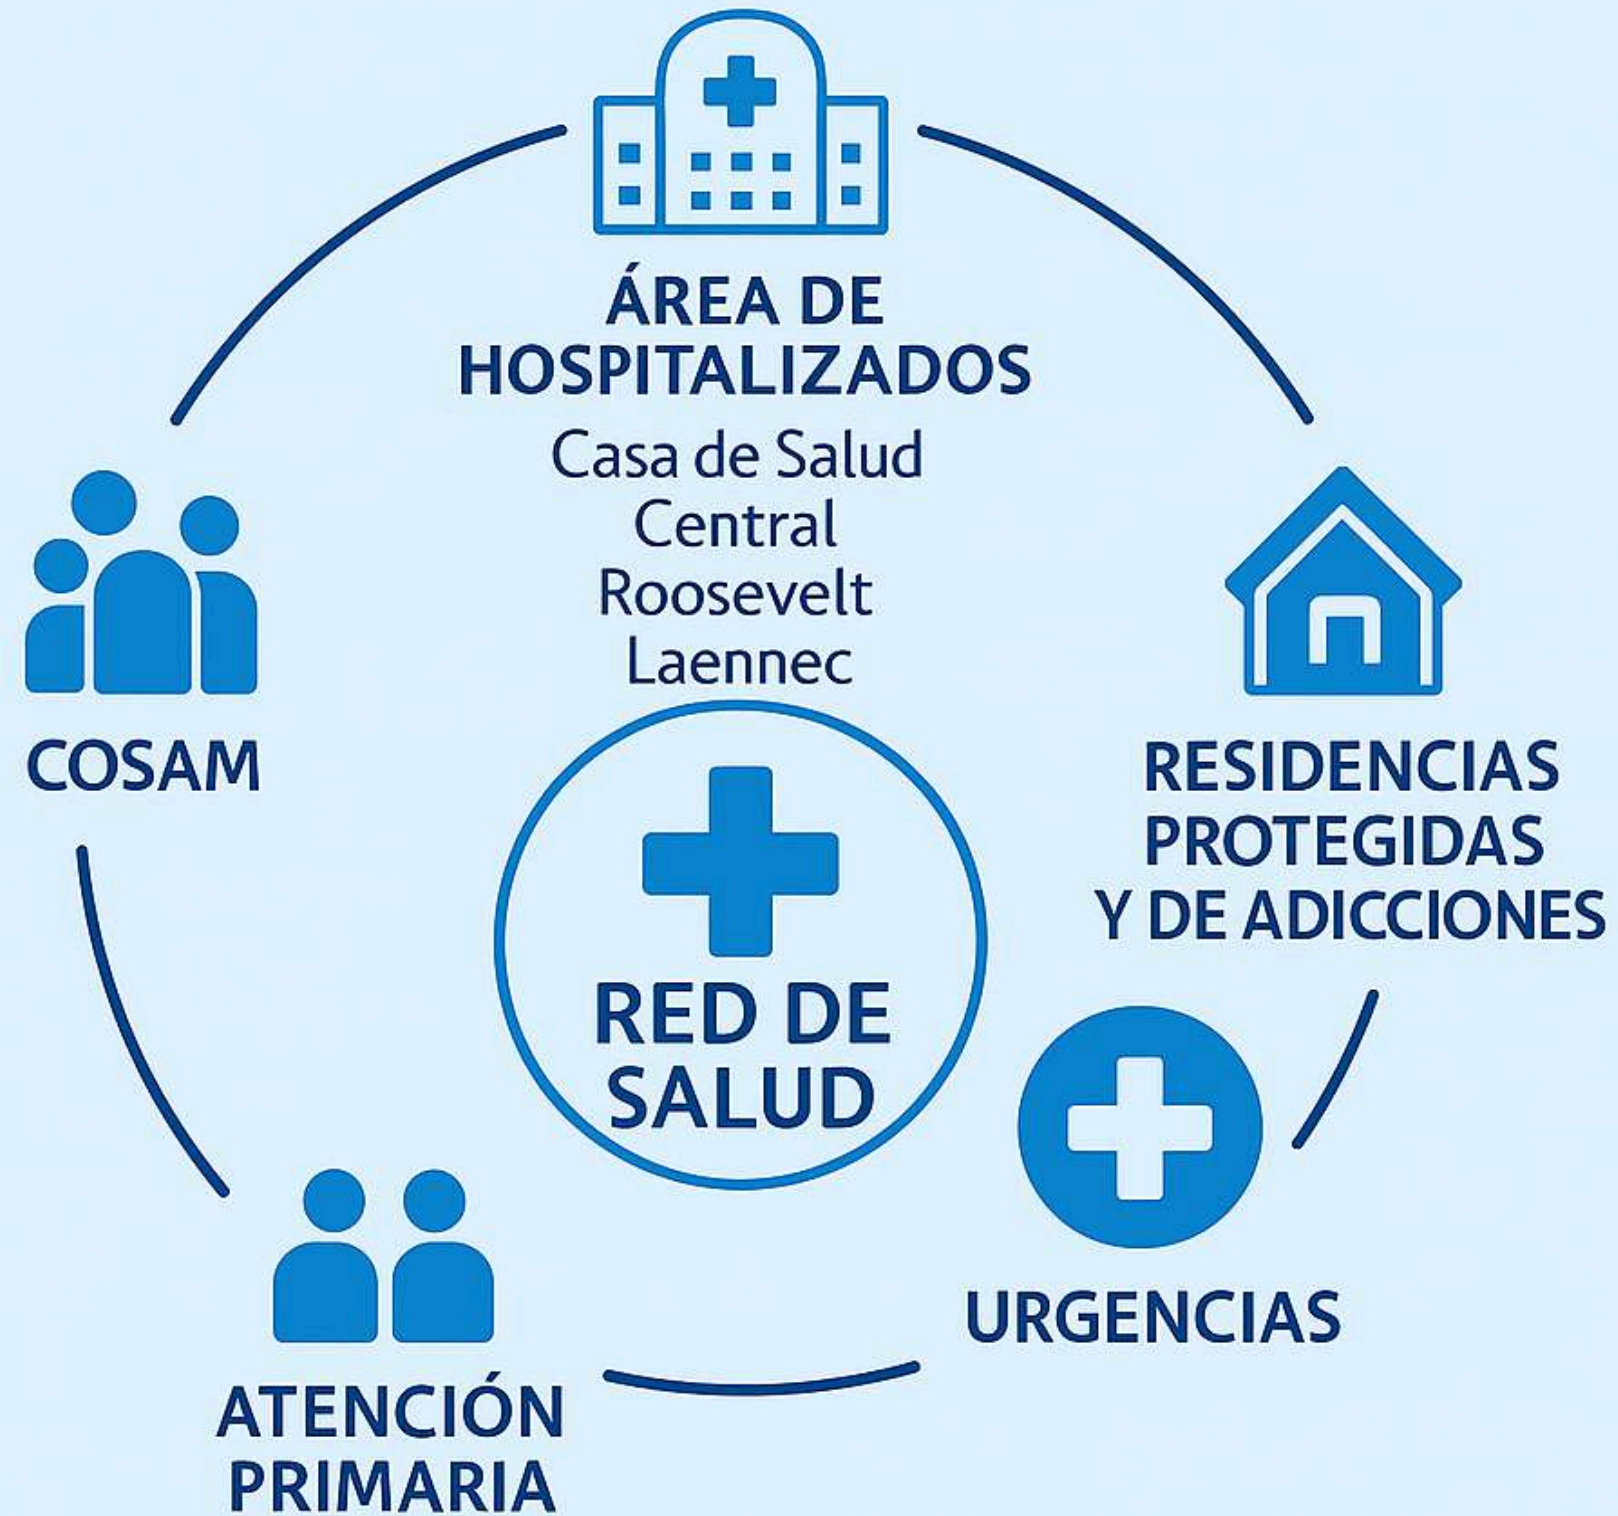 ÁREA DE
HOSPITALIZADOS
Casa de Salud
Central
Roosevelt
Laennec
COSAM
RESIDENCIAS
PROTEGIDAS
Y DE ADICCIONES
RED DE
SALUD
URGENCIAS
ATENCIÓN
PRIMARIA